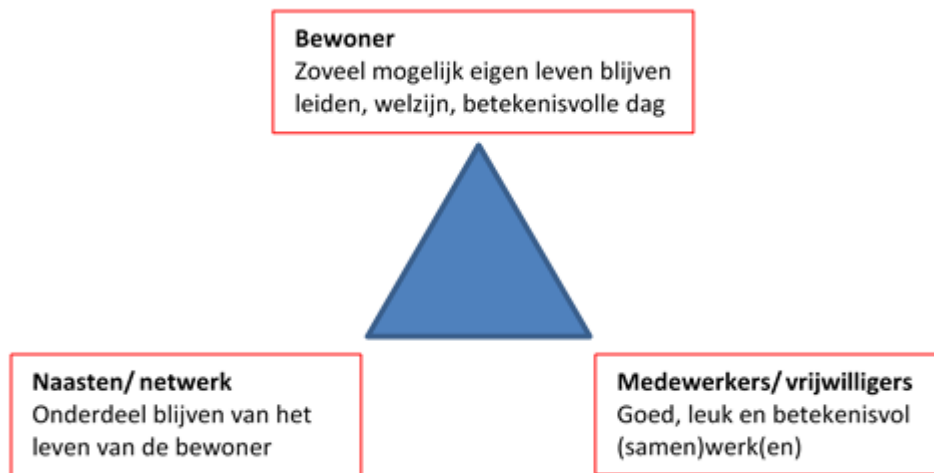 Bewoner
Zoveel mogelijk eigen leven blijven
leiden, welzijn, betekenisvolle dag
Naasten/ netwerk
Onderdeel blijven van het
leven van de bewoner
Medewerkers/ vrijwilligers
Goed, leuk en betekenisvol
(samen)werk(en)